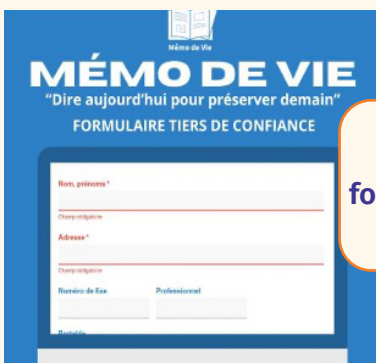 Mémo de Vie
MÉMO DE VIE
“Dire aujourd’hui pour préserver demain”
FORMULAIRE TIERS DE CONFIANCE
Nom, prénoms *
Champ obligatoire
Adresse *
Champ obligatoire
Numéro de fixe Professionnel
Portable
fo